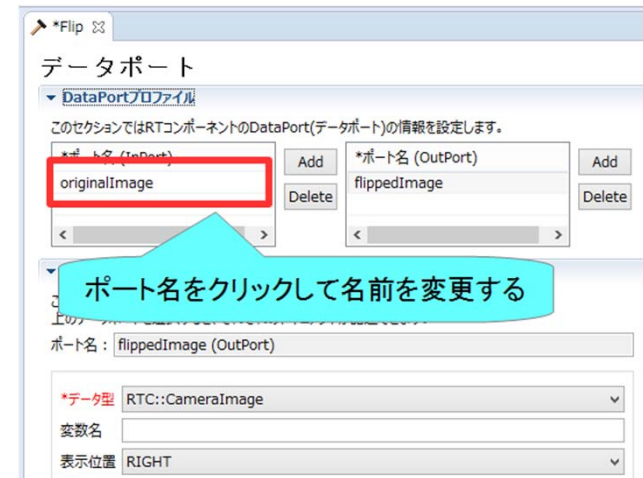 *Flip
データポート
DataPortプロファイル
このセクションではRTコンポーネントのDataPort(データポート)の情報を設定します。
*ポート名 (InPort)
Add
*ポート名 (OutPort)
Add
originalImage
Delete
flippedImage
Delete
ポート名をクリックして名前を変更する
ポート名： flippedImage (OutPort)
*データ型 RTC::CameraImage
変数名
表示位置 RIGHT